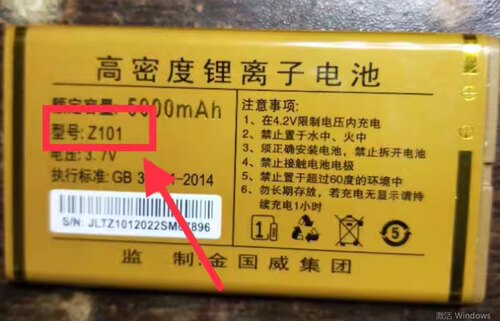 高密度锂离子电池
额定容量: 5000mAh
型号: Z101
电压: 3.7V
执行标准: GB
S/N:
注意事项:
1、在4.2V限制电压内充电
2、禁止置于水中、火中
3、须正确安装电池,禁止拆开电池
4、禁止接触电池电极
5、禁止置于超过60度的环境中
6、勿长期存放、若充电无显示请持
续充电1小时
1
5
监 制:金国威集团
激活 Windows